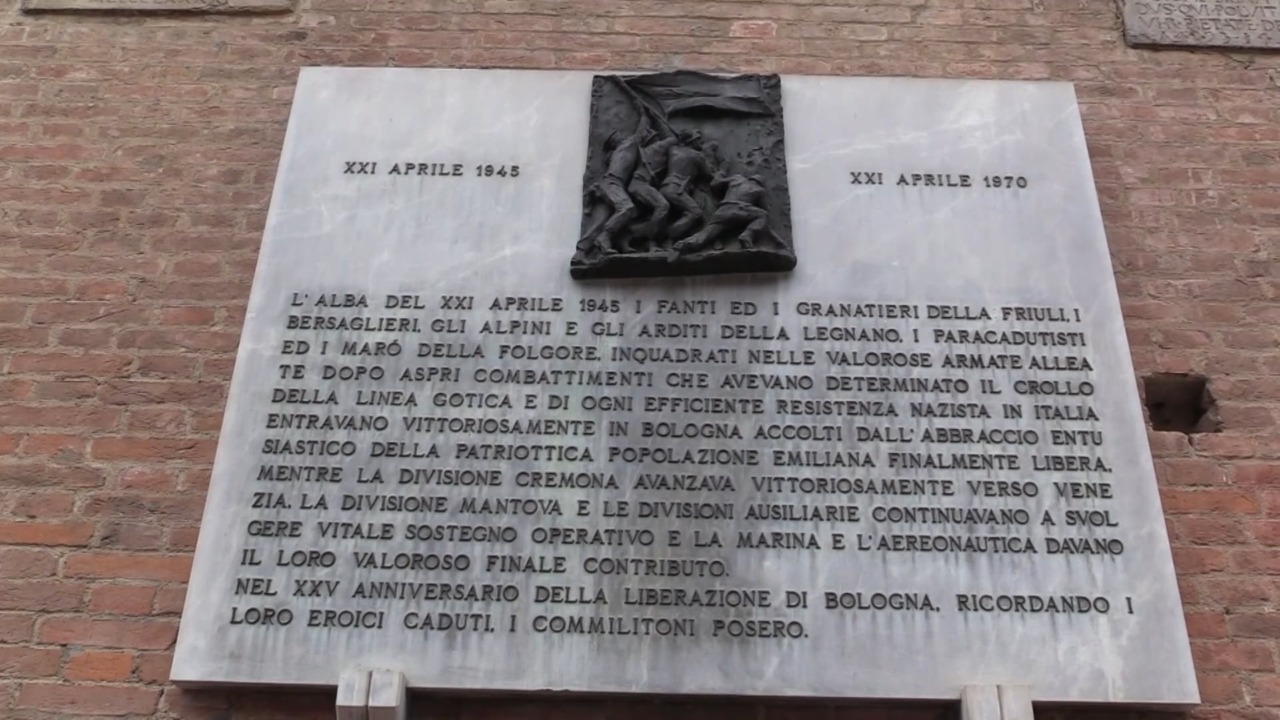 XXI APRILE 1945
XXI APRILE 1970
L'ALBA DEL XXI APRILE 1945 I FANTI ED I GRANATIERI DELLA FRIULI, I
BERSAGLIERI, GLI ALPINI E GLI ARDITI DELLA LEGNANO, I PARACADUTISTI
ED I MARÓ DELLA FOLGORE, INQUADRATI NELLE VALOROSE ARMATE ALLEA
TE DOPO ASPRI COMBATTIMENTI CHE AVEVANO DETERMINATO IL CROLLO
DELLA LINEA GOTICA E DI OGNI EFFICIENTE RESISTENZA NAZISTA IN ITALIA
ENTRAVANO VITTORIOSAMENTE IN BOLOGNA ACCOLTI DALL'ABBRACCIO ENTU
SIASTICO DELLA PATRIOTTICA POPOLAZIONE EMILIANA FINALMENTE LIBERA.
MENTRE LA DIVISIONE CREMONA AVANZAVA VITTORIOSAMENTE VERSO VENE
ZIA, LA DIVISIONE MANTOVA E LE DIVISIONI AUSILIARIE CONTINUAVANO A SVOL
GERE VITALE SOSTEGNO OPERATIVO E LA MARINA E L'AEREONAUTICA DAVANO
IL LORO VALOROSO FINALE CONTRIBUTO.
NEL XXV ANNIVERSARIO DELLA LIBERAZIONE DI BOLOGNA, RICORDANDO I
LORO EROICI CADUTI, I COMMILITONI POSERO.